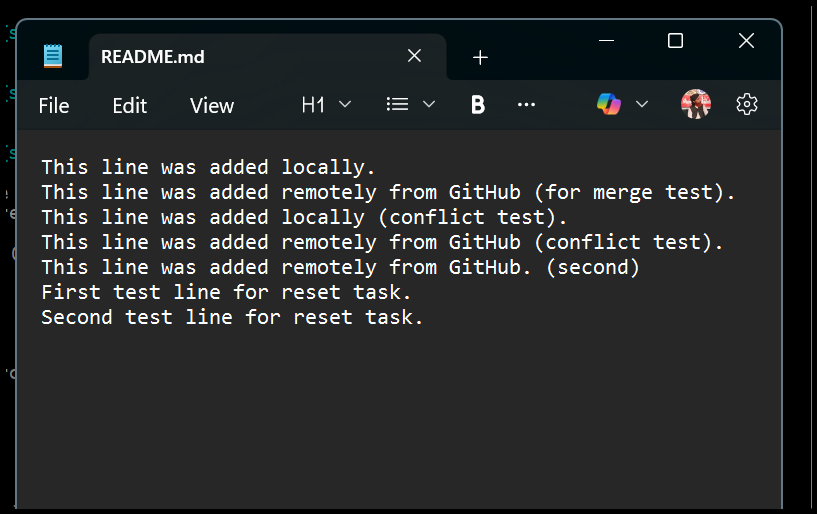 README.md
File Edit View H1 B
This line was added locally.
This line was added remotely from GitHub (for merge test).
This line was added locally (conflict test).
This line was added remotely from GitHub (conflict test).
This line was added remotely from GitHub. (second)
First test line for reset task.
Second test line for reset task.